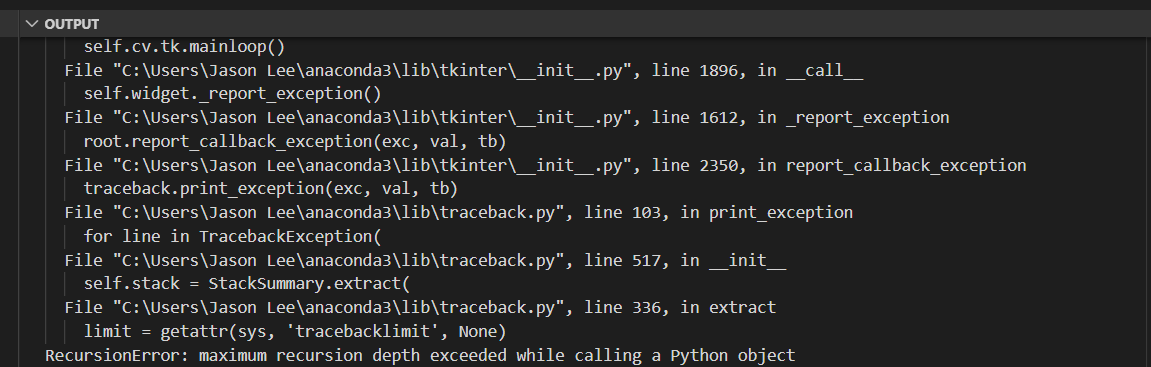 OUTPUT
self.cv.tk.mainloop()
File "C:\Users\Jason Lee\anaconda3\lib\tkinter\__init__.py", line 1896, in __call__
self.widget._report_exception()
File "C:\Users\Jason Lee\anaconda3\lib\tkinter\__init__.py", line 1612, in _report_exception
root.report_callback_exception(exc, val, tb)
File "C:\Users\Jason Lee\anaconda3\lib\tkinter\__init__.py", line 2350, in report_callback_exception
traceback.print_exception(exc, val, tb)
File "C:\Users\Jason Lee\anaconda3\lib\traceback.py", line 103, in print_exception
for line in TracebackException(
File "C:\Users\Jason Lee\anaconda3\lib\traceback.py", line 517, in __init__
self.stack = StackSummary.extract(
File "C:\Users\Jason Lee\anaconda3\lib\traceback.py", line 336, in extract
limit = getattr(sys, 'tracebacklimit', None)
RecursionError: maximum recursion depth exceeded while calling a Python object